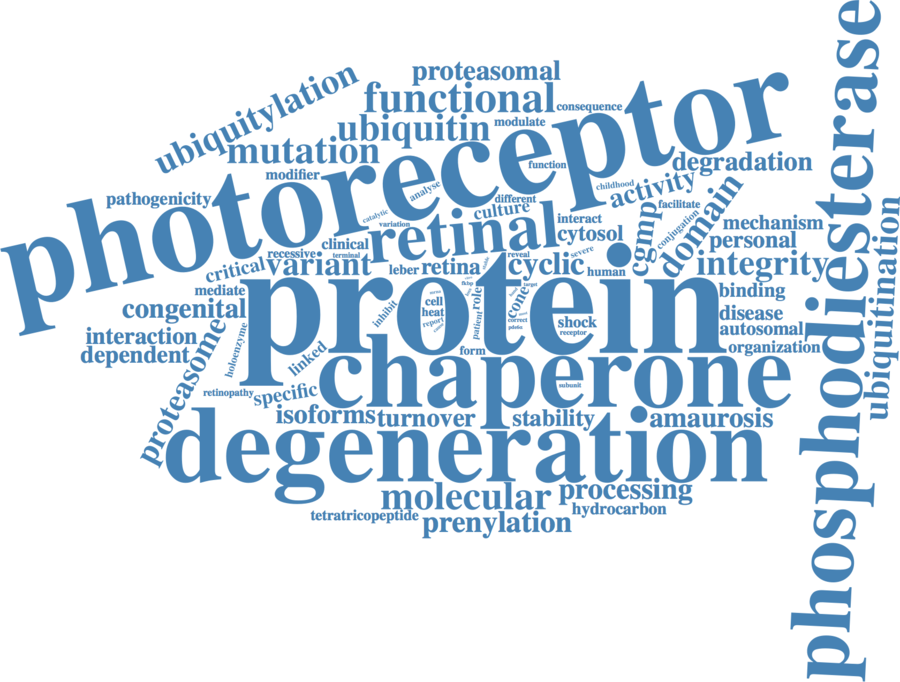 proteasomal
functional
consequence
ubiquitylation
ubiquitin
modulate
mutation
photoreceptor
phosphodiesterase
modifier
function
degradation
pathogenicity
analyse
different
childhood
activity
facilitate
catalytic
variation
culture
interact
conjugation
domain
clinical
retinal
cytosol
cgmp
mechanism
personal
recessive
terminal
reveal
severe
critical
variant
leber
retina
cyclic
human
integrity
ubiquitination
mediate
congenital
inhibit
protein
cell
heat
report
role
patient
cone
target
correct
shock
receptor
binding
disease
autosomal
interaction
dependent
proteasome
holoenzyme
linked
form
organization
chaperone
subunit
retinopathy
specific
isoforms
turnover
stability
amaurosis
degeneration
molecular
processing
hydrocarbon
tetratricopeptide
prenylation